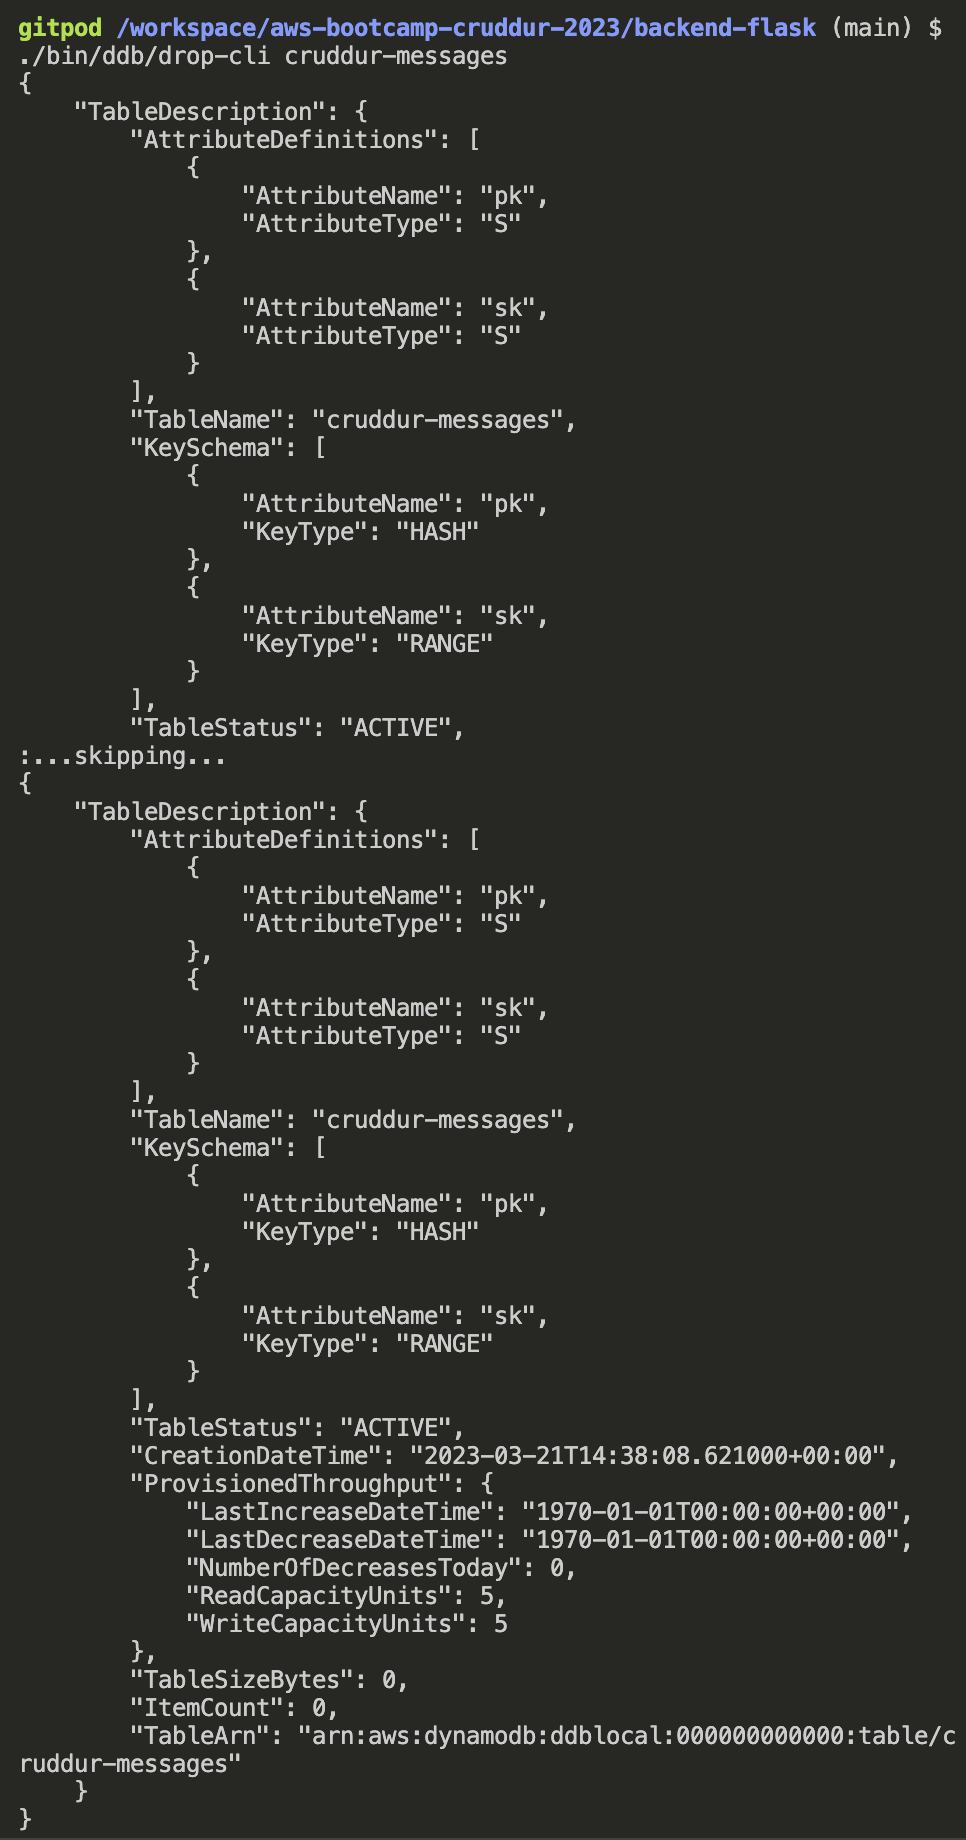 gitpod /workspace/aws-bootcamp-cruddur-2023/backend-flask (main) $
./bin/ddb/drop-cli cruddur-messages
{
    "TableDescription": {
        "AttributeDefinitions": [
            {
                "AttributeName": "pk",
                "AttributeType": "S"
            },
            {
                "AttributeName": "sk",
                "AttributeType": "S"
            }
        ],
        "TableName": "cruddur-messages",
        "KeySchema": [
            {
                "AttributeName": "pk",
                "KeyType": "HASH"
            },
            {
                "AttributeName": "sk",
                "KeyType": "RANGE"
            }
        ],
        "TableStatus": "ACTIVE",
:...skipping...
{
    "TableDescription": {
        "AttributeDefinitions": [
            {
                "AttributeName": "pk",
                "AttributeType": "S"
            },
            {
                "AttributeName": "sk",
                "AttributeType": "S"
            }
        ],
        "TableName": "cruddur-messages",
        "KeySchema": [
            {
                "AttributeName": "pk",
                "KeyType": "HASH"
            },
            {
                "AttributeName": "sk",
                "KeyType": "RANGE"
            }
        ],
        "TableStatus": "ACTIVE",
        "CreationDateTime": "2023-03-21T14:38:08.621000+00:00",
        "ProvisionedThroughput": {
            "LastIncreaseDateTime": "1970-01-01T00:00:00+00:00",
            "LastDecreaseDateTime": "1970-01-01T00:00:00+00:00",
            "NumberOfDecreasesToday": 0,
            "ReadCapacityUnits": 5,
            "WriteCapacityUnits": 5
        },
        "TableSizeBytes": 0,
        "ItemCount": 0,
        "TableArn": "arn:aws:dynamodb:ddblocal:000000000000:table/c
ruddur-messages"
    }
}